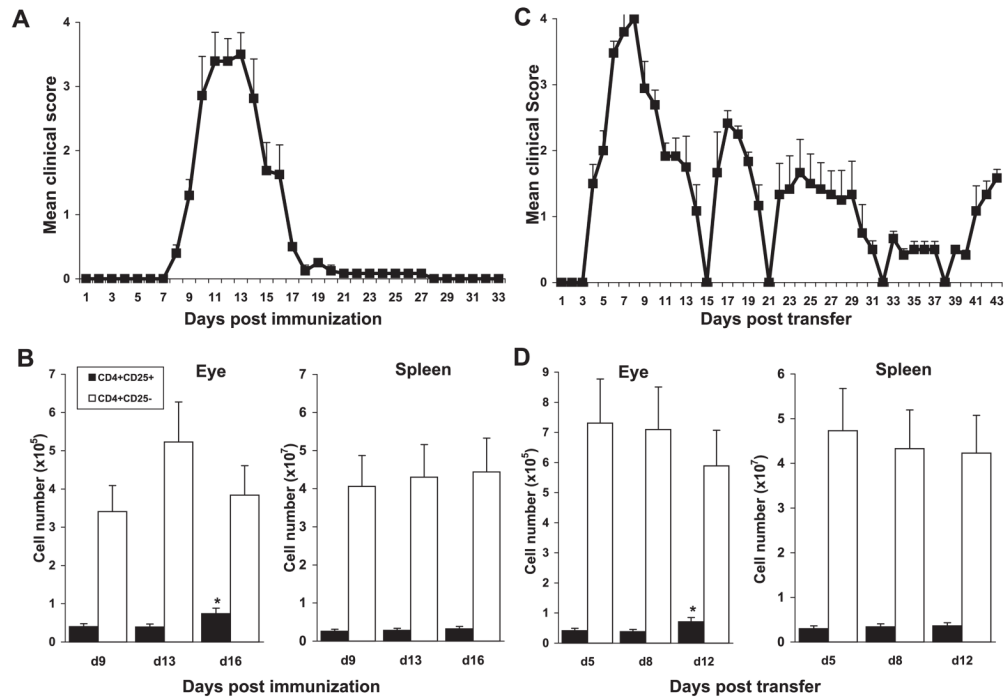 A
Mean clinical score
4
3
2
1
0
1 3 5 7 9 11 13 15 17 19 21 23 25 27 29 31 33
Days post immunization
C
Mean clinical Score
4
3
2
1
0
1 3 5 7 9 11 13 15 17 19 21 23 25 27 29 31 33 35 37 39 41 43
Days post transfer
B
CD4+CD25+
CD4+CD25-
Eye
Cell number (x10⁵)
7
6
5
4
3
2
1
0
*
d9 d13 d16
Spleen
Cell number (x10⁷)
7
6
5
4
3
2
1
0
d9 d13 d16
Days post immunization
D
Eye
Cell number (x10⁵)
9
8
7
6
5
4
3
2
1
0
*
d5 d8 d12
Spleen
Cell number (x10⁷)
6
5
4
3
2
1
0
d5 d8 d12
Days post transfer